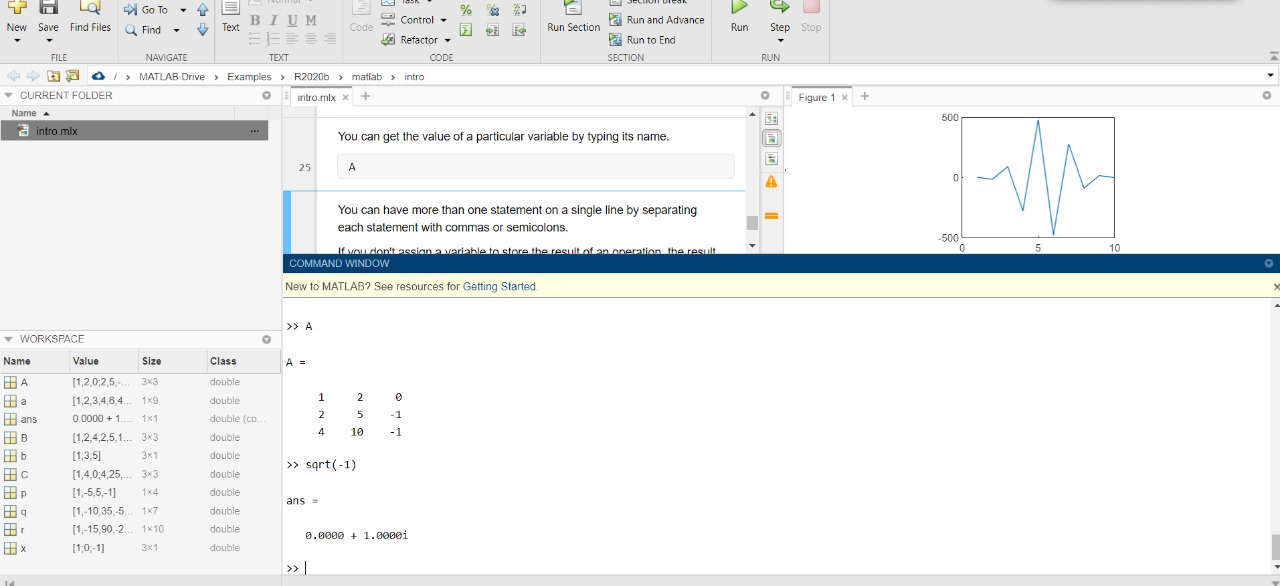 Task
Normal
Section Break
New Save Find Files
Go To
Find
Text
B I U M
Code
Control
Refactor
Run Section
Run and Advance
Run to End
Run Step Stop
FILE NAVIGATE TEXT CODE SECTION RUN
/ › MATLAB Drive › Examples › R2020b › matlab › intro
CURRENT FOLDER
Name
intro.mlx
intro.mlx × +
You can get the value of a particular variable by typing its name.
25 A
You can have more than one statement on a single line by separating
each statement with commas or semicolons.
If you don't assign a variable to store the result of an operation, the result
Figure 1 × +
500
0
-500
0 5 10
COMMAND WINDOW
New to MATLAB? See resources for Getting Started.
>> A
A =
1 2 0
2 5 -1
4 10 -1
>> sqrt(-1)
ans =
0.0000 + 1.0000i
>>
WORKSPACE
Name Value Size Class
A [1,2,0;2,5,-... 3×3 double
a [1,2,3,4,6,4... 1×9 double
ans 0.0000 + 1.... 1×1 double (co...
B [1,2,4;2,5,1... 3×3 double
b [1;3;5] 3×1 double
C [1,4,0;4,25,... 3×3 double
p [1,-5,5,-1] 1×4 double
q [1,-10,35,-5... 1×7 double
r [1,-15,90,-2... 1×10 double
x [1;0;-1] 3×1 double